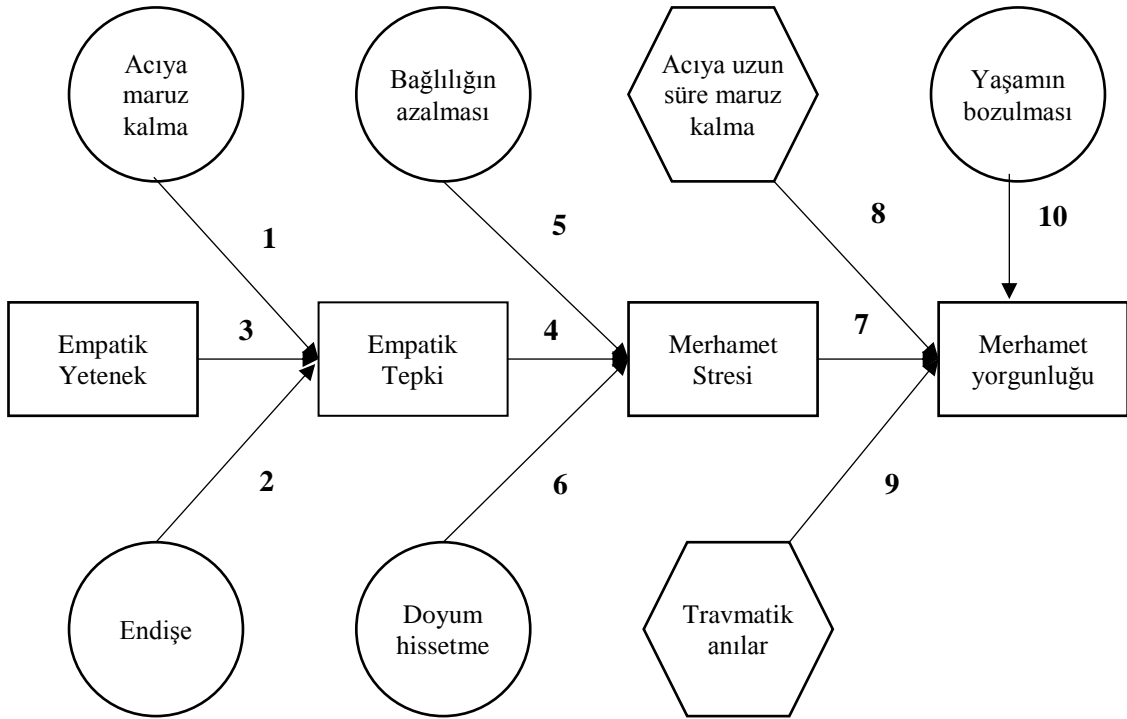 Acıya
maruz
kalma
Bağlılığın
azalması
Acıya uzun
süre maruz
kalma
Yaşamın
bozulması
1
5
8
10
Empatik
Yetenek
3
Empatik
Tepki
4
Merhamet
Stresi
7
Merhamet
yorgunluğu
2
6
9
Endişe
Doyum
hissetme
Travmatik
anılar